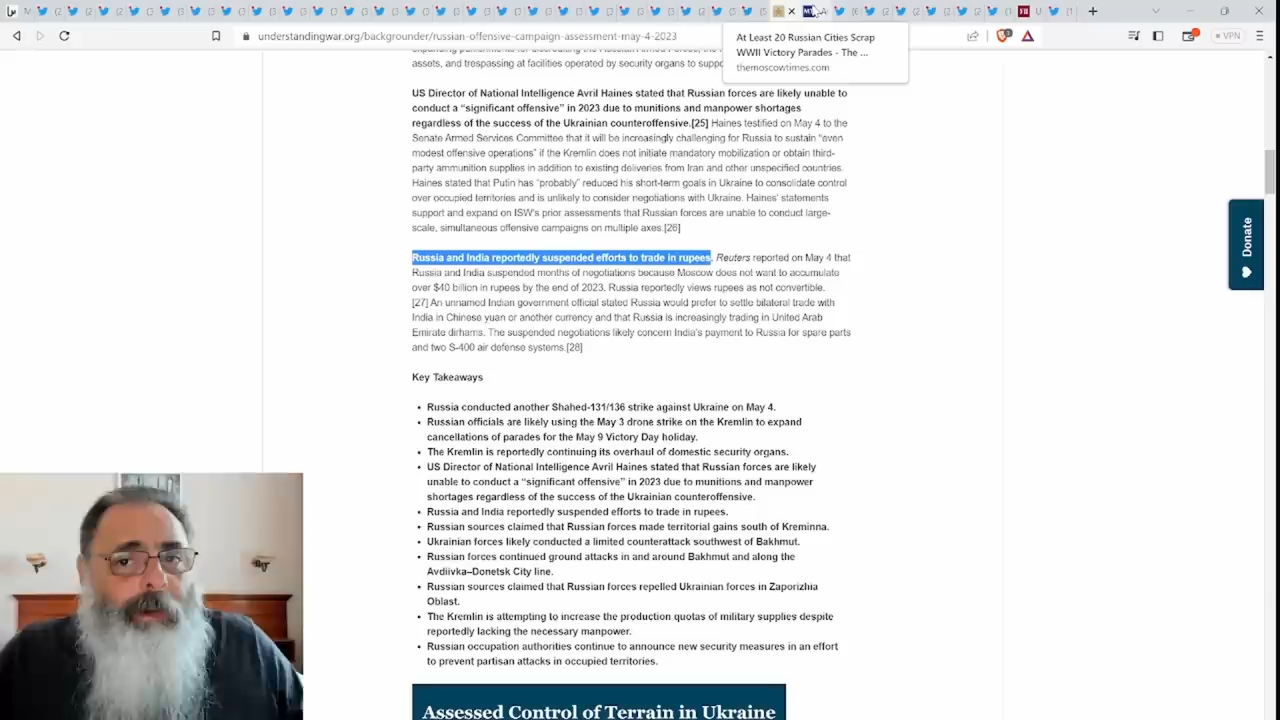 understandingwar.org/backgrounder/russian-offensive-campaign-assessment-may-4-2023
VPN
At Least 20 Russian Cities Scrap
WWII Victory Parades - The ...
themoscowtimes.com
assets, and trespassing at facilities operated by security organs to supp
US Director of National Intelligence Avril Haines stated that Russian forces are likely unable to
conduct a “significant offensive” in 2023 due to munitions and manpower shortages
regardless of the success of the Ukrainian counteroffensive.[25] Haines testified on May 4 to the
Senate Armed Services Committee that it will be increasingly challenging for Russia to sustain “even
modest offensive operations” if the Kremlin does not initiate mandatory mobilization or obtain third-
party ammunition supplies in addition to existing deliveries from Iran and other unspecified countries.
Haines stated that Putin has “probably” reduced his short-term goals in Ukraine to consolidate control
over occupied territories and is unlikely to consider negotiations with Ukraine. Haines’ statements
support and expand on ISW’s prior assessments that Russian forces are unable to conduct large-
scale, simultaneous offensive campaigns on multiple axes.[26]
Russia and India reportedly suspended efforts to trade in rupees. Reuters reported on May 4 that
Russia and India suspended months of negotiations because Moscow does not want to accumulate
over $40 billion in rupees by the end of 2023. Russia reportedly views rupees as not convertible.
[27] An unnamed Indian government official stated Russia would prefer to settle bilateral trade with
India in Chinese yuan or another currency and that Russia is increasingly trading in United Arab
Emirate dirhams. The suspended negotiations likely concern India’s payment to Russia for spare parts
and two S-400 air defense systems.[28]
Key Takeaways
• Russia conducted another Shahed-131/136 strike against Ukraine on May 4.
• Russian officials are likely using the May 3 drone strike on the Kremlin to expand
cancellations of parades for the May 9 Victory Day holiday.
• The Kremlin is reportedly continuing its overhaul of domestic security organs.
• US Director of National Intelligence Avril Haines stated that Russian forces are likely
unable to conduct a “significant offensive” in 2023 due to munitions and manpower
shortages regardless of the success of the Ukrainian counteroffensive.
• Russia and India reportedly suspended efforts to trade in rupees.
• Russian sources claimed that Russian forces made territorial gains south of Kreminna.
• Ukrainian forces likely conducted a limited counterattack southwest of Bakhmut.
• Russian forces continued ground attacks in and around Bakhmut and along the
Avdiivka–Donetsk City line.
• Russian sources claimed that Russian forces repelled Ukrainian forces in Zaporizhia
Oblast.
• The Kremlin is attempting to increase the production quotas of military supplies despite
reportedly lacking the necessary manpower.
• Russian occupation authorities continue to announce new security measures in an effort
to prevent partisan attacks in occupied territories.
Assessed Control of Terrain in Ukraine
Donate